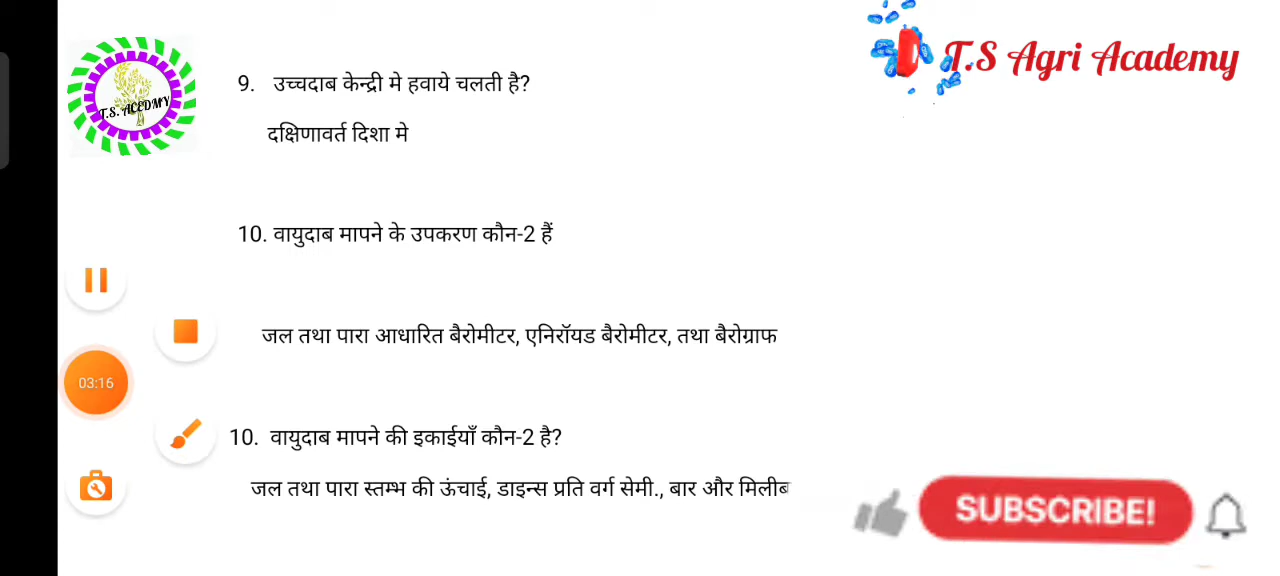 T.S. ACEDMY
T.S Agri Academy
9. उच्चदाब केन्द्री मे हवाये चलती है?
दक्षिणावर्त दिशा मे
10. वायुदाब मापने के उपकरण कौन-2 हैं
जल तथा पारा आधारित बैरोमीटर, एनिरॉयड बैरोमीटर, तथा बैरोग्राफ
03:16
10. वायुदाब मापने की इकाईयाँ कौन-2 है?
जल तथा पारा स्तम्भ की ऊंचाई, डाइन्स प्रति वर्ग सेमी., बार और
SUBSCRIBE!